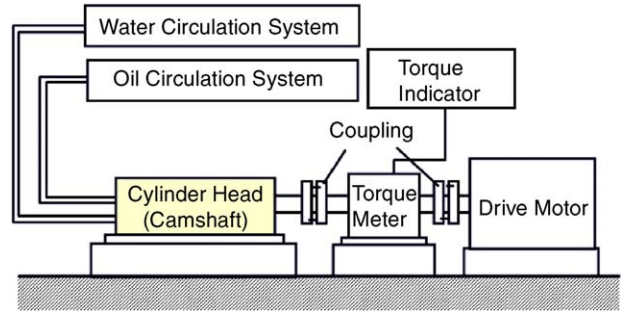 Water Circulation System
Oil Circulation System
Torque
Indicator
Coupling
Cylinder Head
(Camshaft)
Torque
Meter
Drive Motor